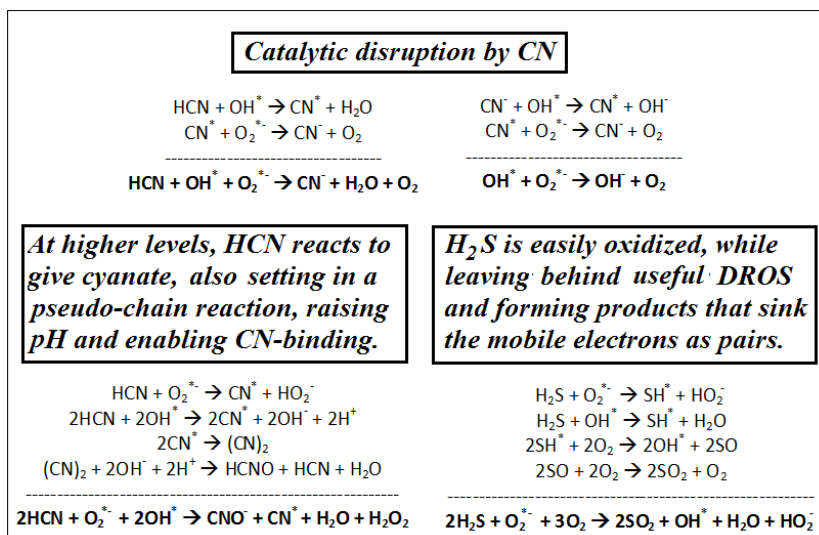 Catalytic disruption by CN
HCN + OH* → CN* + H₂O
CN* + O₂*⁻ → CN⁻ + O₂
----------------------------------
HCN + OH* + O₂*⁻ → CN⁻ + H₂O + O₂
CN⁻ + OH* → CN* + OH⁻
CN* + O₂*⁻ → CN⁻ + O₂
----------------------------------
OH* + O₂*⁻ → OH⁻ + O₂
At higher levels, HCN reacts to
give cyanate, also setting in a
pseudo-chain reaction, raising
pH and enabling CN-binding.
H₂S is easily oxidized, while
leaving behind useful DROS
and forming products that sink
the mobile electrons as pairs.
HCN + O₂*⁻ → CN* + HO₂⁻
2HCN + 2OH* → 2CN* + 2OH⁻ + 2H⁺
2CN* → (CN)₂
(CN)₂ + 2OH⁻ + 2H⁺ → HCNO + HCN + H₂O
----------------------------------
2HCN + O₂*⁻ + 2OH* → CNO⁻ + CN* + H₂O + H₂O₂
H₂S + O₂*⁻ → SH* + HO₂⁻
H₂S + OH* → SH* + H₂O
2SH* + 2O₂ → 2OH* + 2SO
2SO + 2O₂ → 2SO₂ + O₂
----------------------------------
2H₂S + O₂*⁻ + 3O₂ → 2SO₂ + OH* + H₂O + HO₂⁻